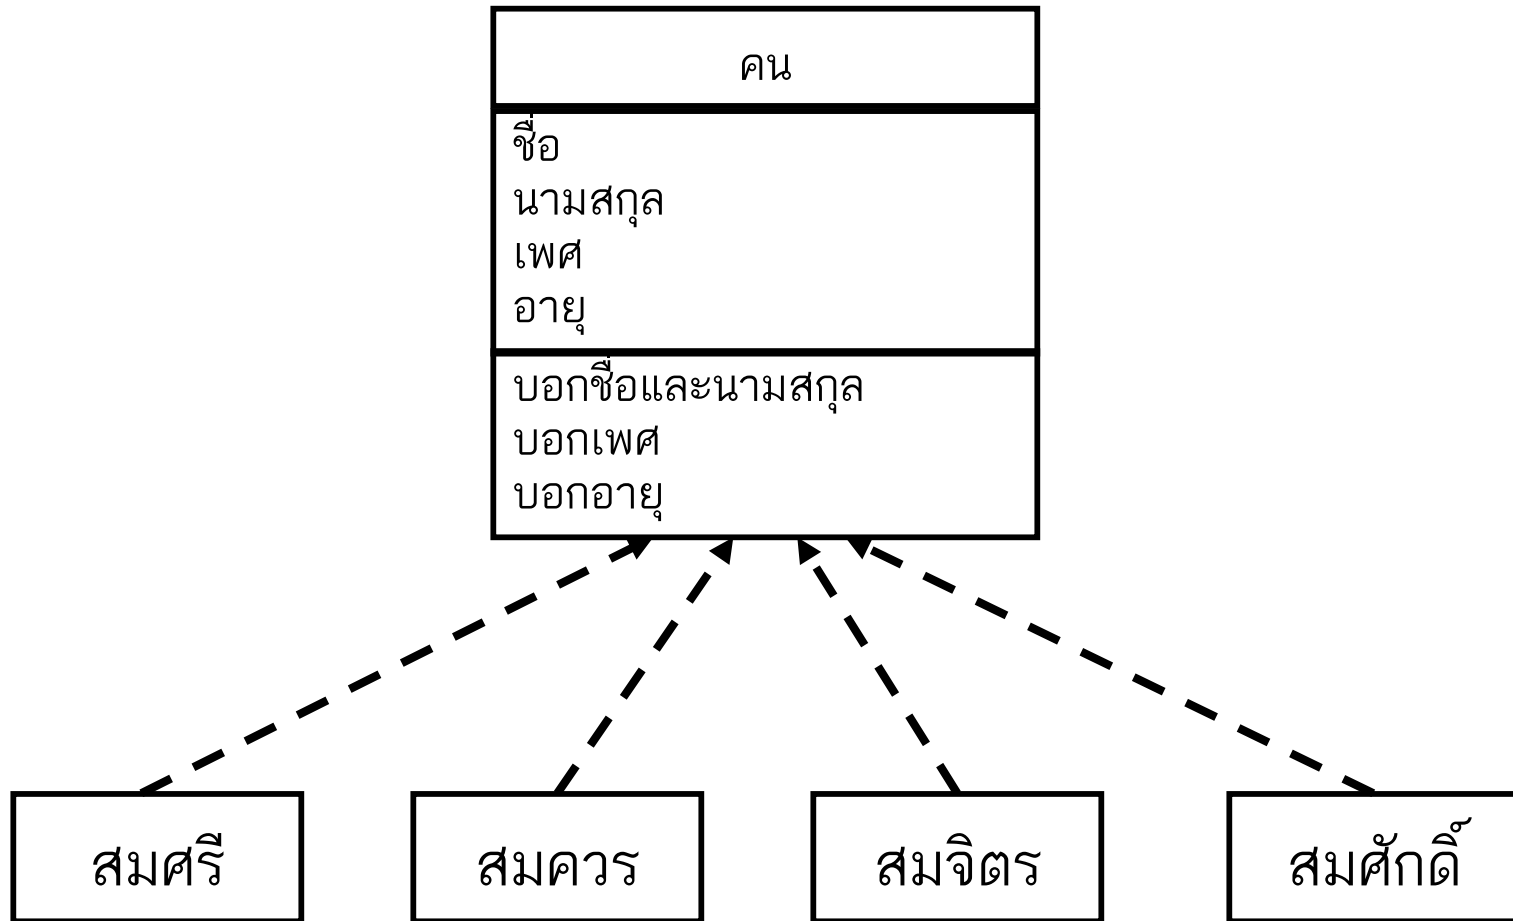 คน
ชื่อ
นามสกุล
เพศ
อายุ
บอกชื่อและนามสกุล
บอกเพศ
บอกอายุ
สมศรี
สมควร
สมจิตร
สมศักดิ์